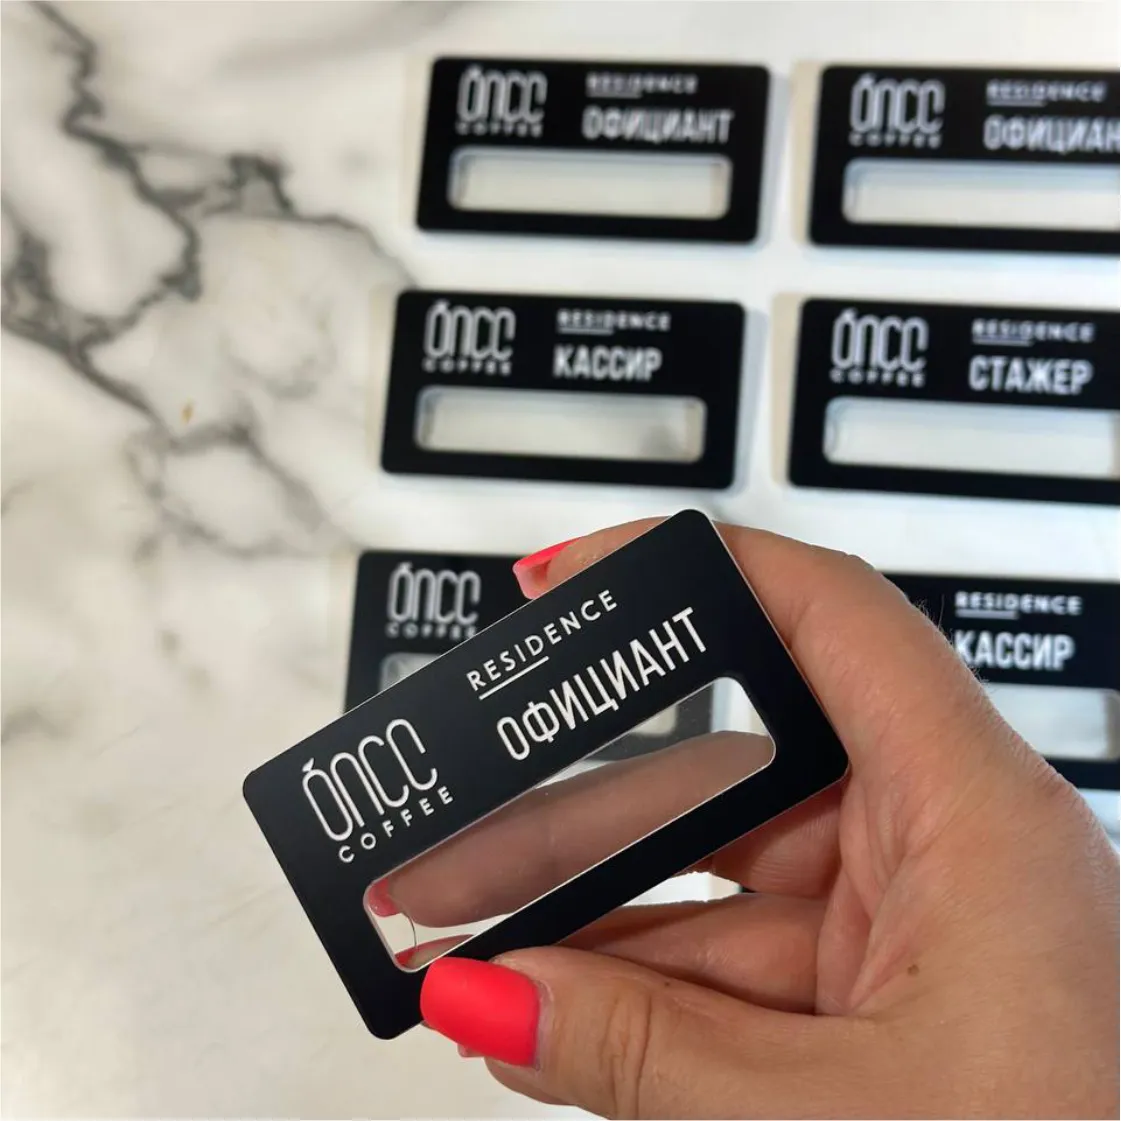 ÓNCC
COFFEE
RESIDENCE
ОФИЦИАНТ
ÓNCC
COFFEE
RESIDENCE
ОФИЦИАН
ÓNCC
COFFEE
RESIDENCE
КАССИР
ÓNCC
COFFEE
RESIDENCE
СТАЖЕР
ÓNCC
COFFEE
RESIDENCE
КАССИР
ÓNCC
COFFEE
RESIDENCE
ОФИЦИАНТ